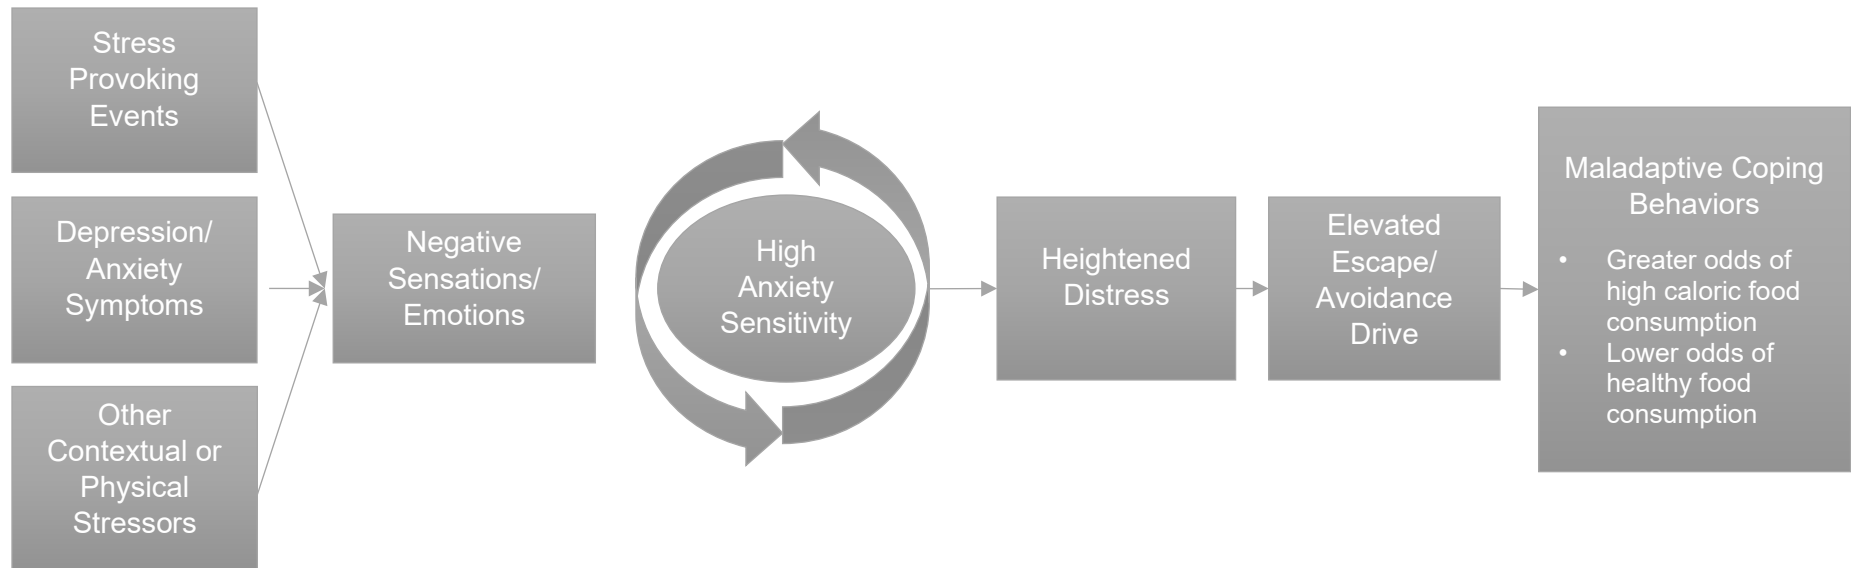 Stress
Provoking
Events
Depression/
Anxiety
Symptoms
Other
Contextual or
Physical
Stressors
Negative
Sensations/
Emotions
High
Anxiety
Sensitivity
Heightened
Distress
Elevated
Escape/
Avoidance
Drive
Maladaptive Coping
Behaviors
• Greater odds of
high caloric food
consumption
• Lower odds of
healthy food
consumption